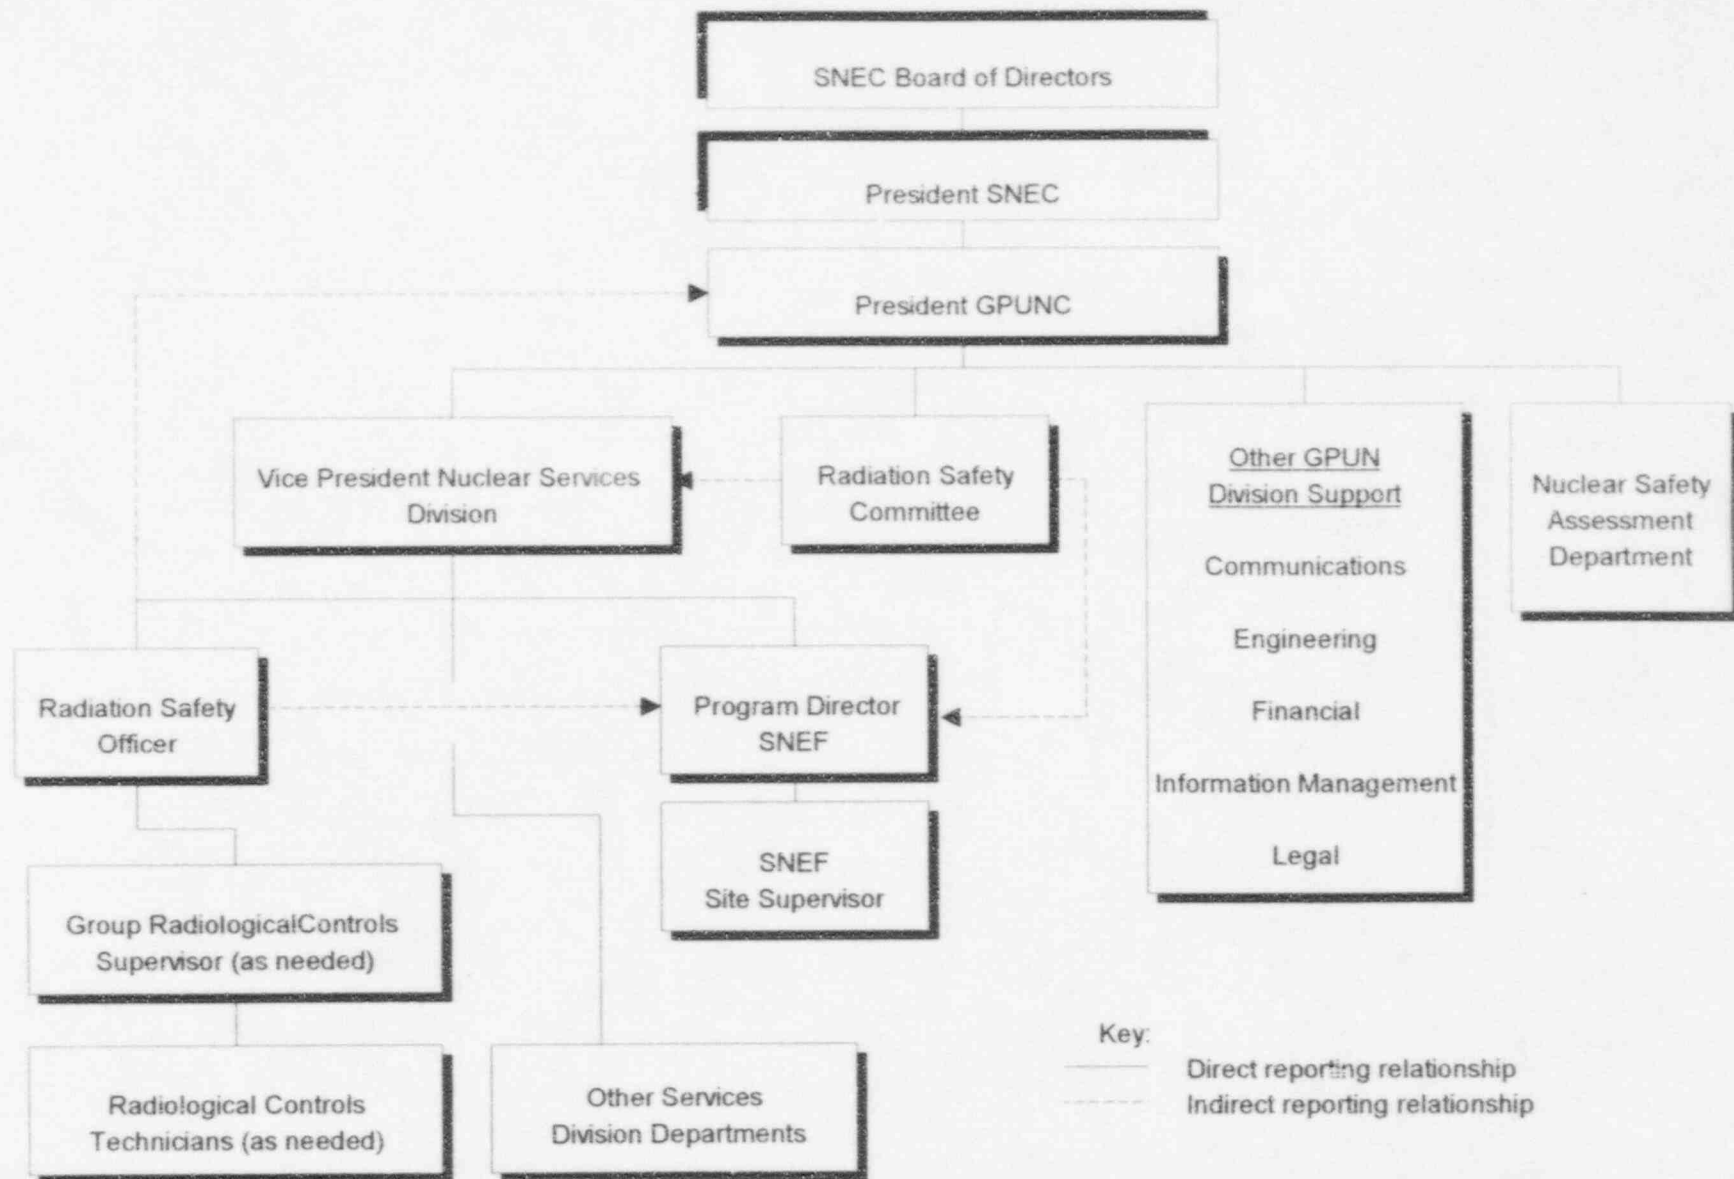 SNEC Board of Directors
President SNEC
President GPUNC
Vice President Nuclear Services
Division
Radiation Safety
Committee
Other GPUN
Division Support
Communications
Engineering
Financial
Information Management
Legal
Nuclear Safety
Assessment
Department
Radiation Safety
Officer
Program Director
SNEF
SNEF
Site Supervisor
Group RadiologicalControls
Supervisor (as needed)
Radiological Controls
Technicians (as needed)
Other Services
Division Departments
Key:
Direct reporting relationship
Indirect reporting relationship